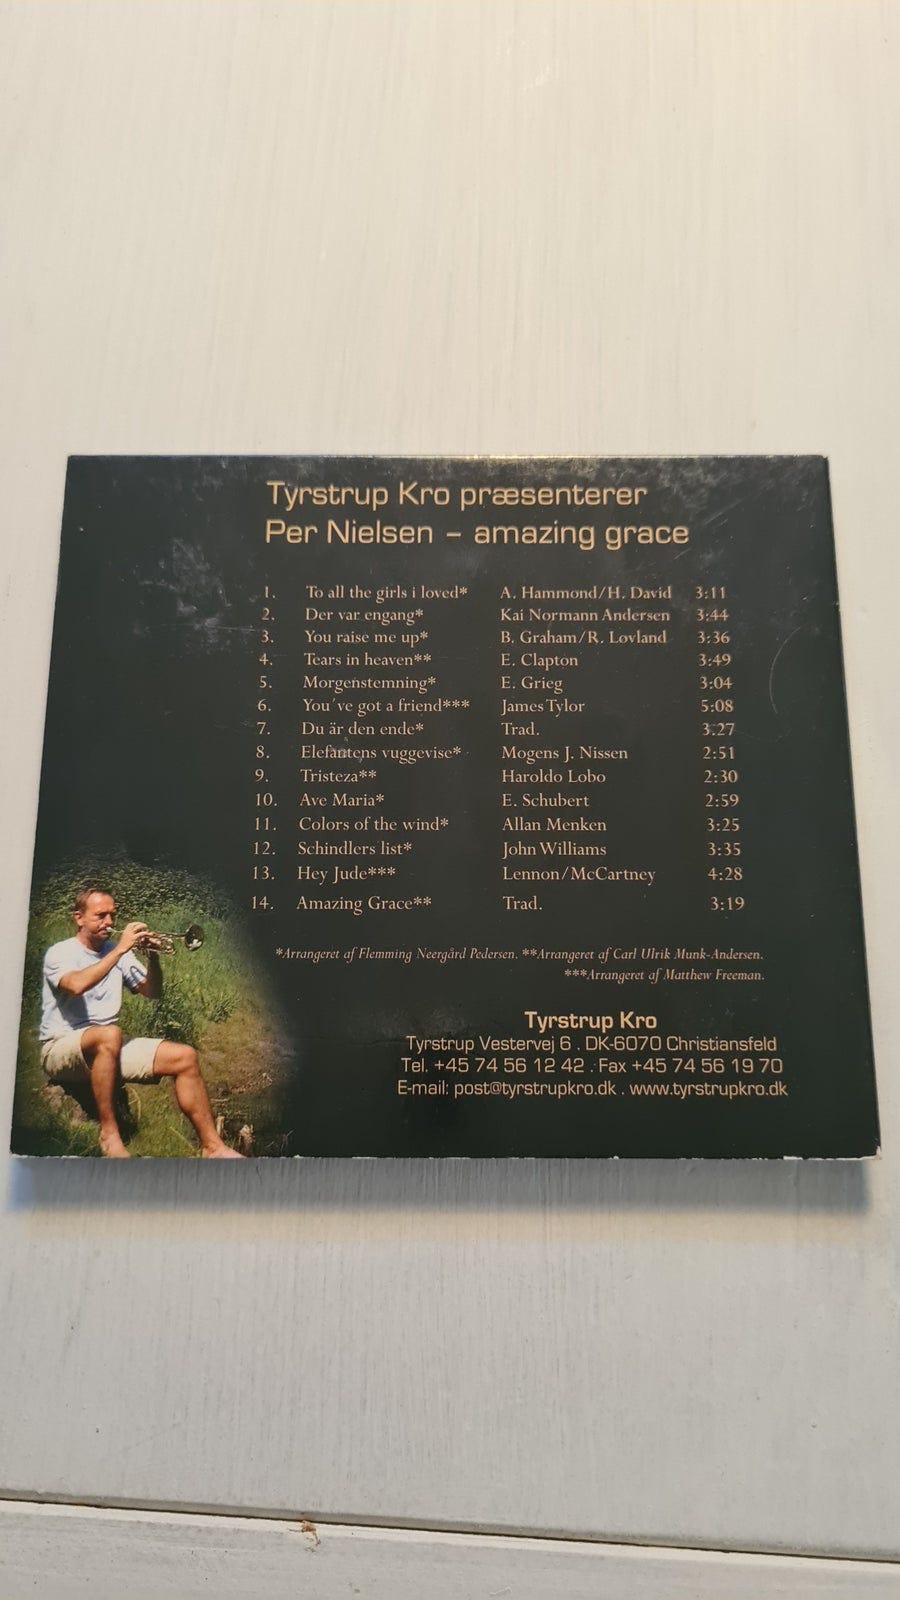 Tyrstrup Kro præsenterer
Per Nielsen – amazing grace
1. To all the girls i loved* A. Hammond/H. David 3:11
2. Der var engang* Kai Normann Andersen 3:44
3. You raise me up* B. Graham/R. Løvland 3:36
4. Tears in heaven** E. Clapton 3:49
5. Morgenstemning* E. Grieg 3:04
6. You´ve got a friend*** James Tylor 5:08
7. Du är den ende* Trad. 3.27
8. Elefantens vuggevise* Mogens J. Nissen 2:51
9. Tristeza** Haroldo Lobo 2:30
10. Ave Maria* E. Schubert 2:59
11. Colors of the wind* Allan Menken 3:25
12. Schindlers list* John Williams 3:35
13. Hey Jude*** Lennon/McCartney 4:28
14. Amazing Grace** Trad. 3:19
*Arrangeret af Flemming Neergård Pedersen. **Arrangeret af Carl Ulrik Munk-Andersen.
***Arrangeret af Matthew Freeman.
Tyrstrup Kro
Tyrstrup Vestervej 6 . DK-6070 Christiansfeld
Tel. +45 74 56 12 42 . Fax +45 74 56 19 70
E-mail: post@tyrstrupkro.dk . www.tyrstrupkro.dk